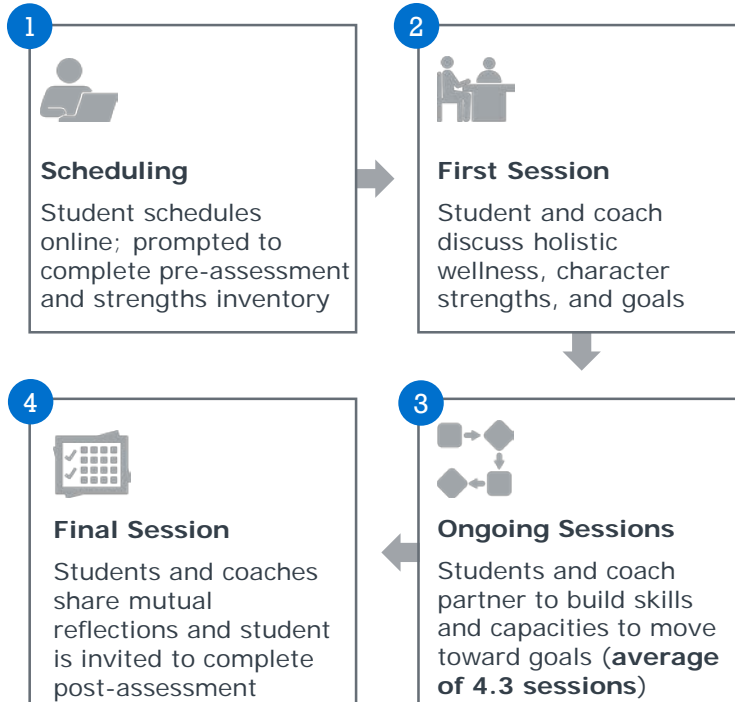 1
Scheduling
Student schedules
online; prompted to
complete pre-assessment
and strengths inventory
2
First Session
Student and coach
discuss holistic
wellness, character
strengths, and goals
3
Ongoing Sessions
Students and coach
partner to build skills
and capacities to move
toward goals (average
of 4.3 sessions)
4
Final Session
Students and coaches
share mutual
reflections and student
is invited to complete
post-assessment